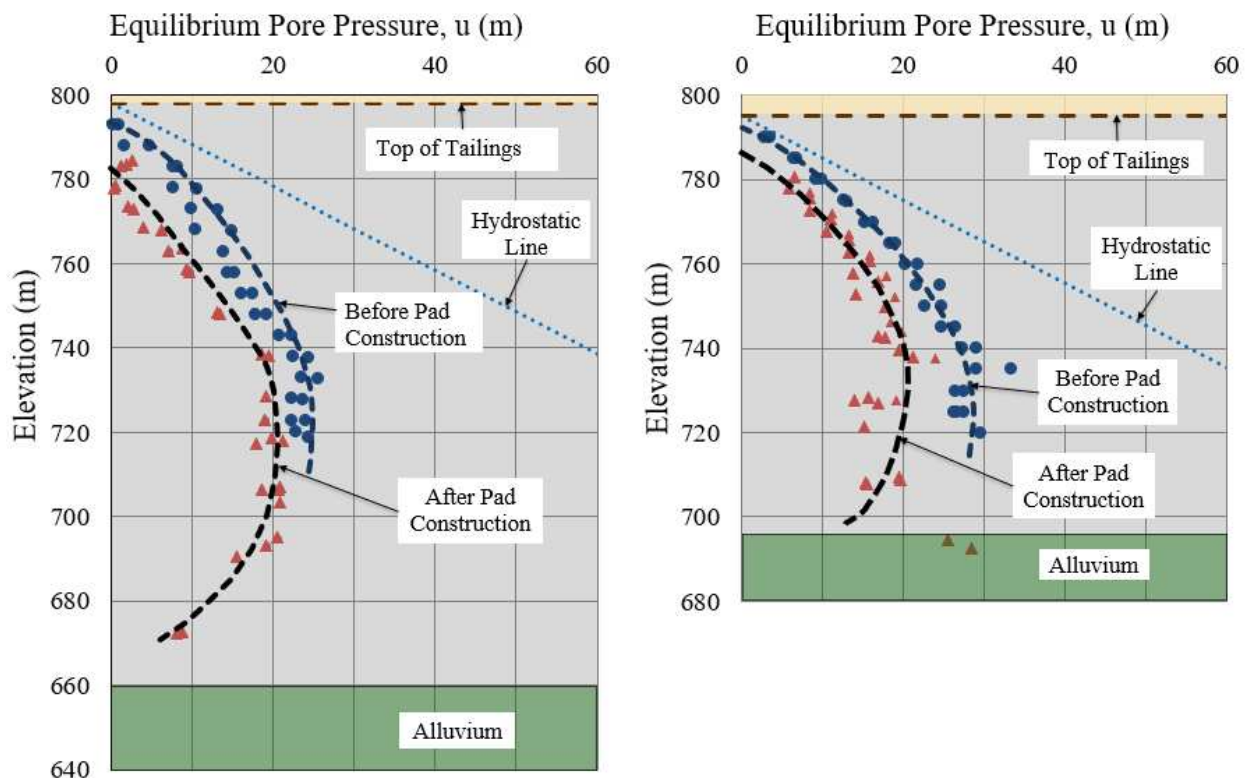 Equilibrium Pore Pressure, u (m)
0 20 40 60
800
780
760
740
720
700
680
660
640
Elevation (m)
Top of Tailings
Hydrostatic
Line
Before Pad
Construction
After Pad
Construction
Alluvium
Equilibrium Pore Pressure, u (m)
0 20 40 60
800
780
760
740
720
700
680
Elevation (m)
Top of Tailings
Hydrostatic
Line
Before Pad
Construction
After Pad
Construction
Alluvium